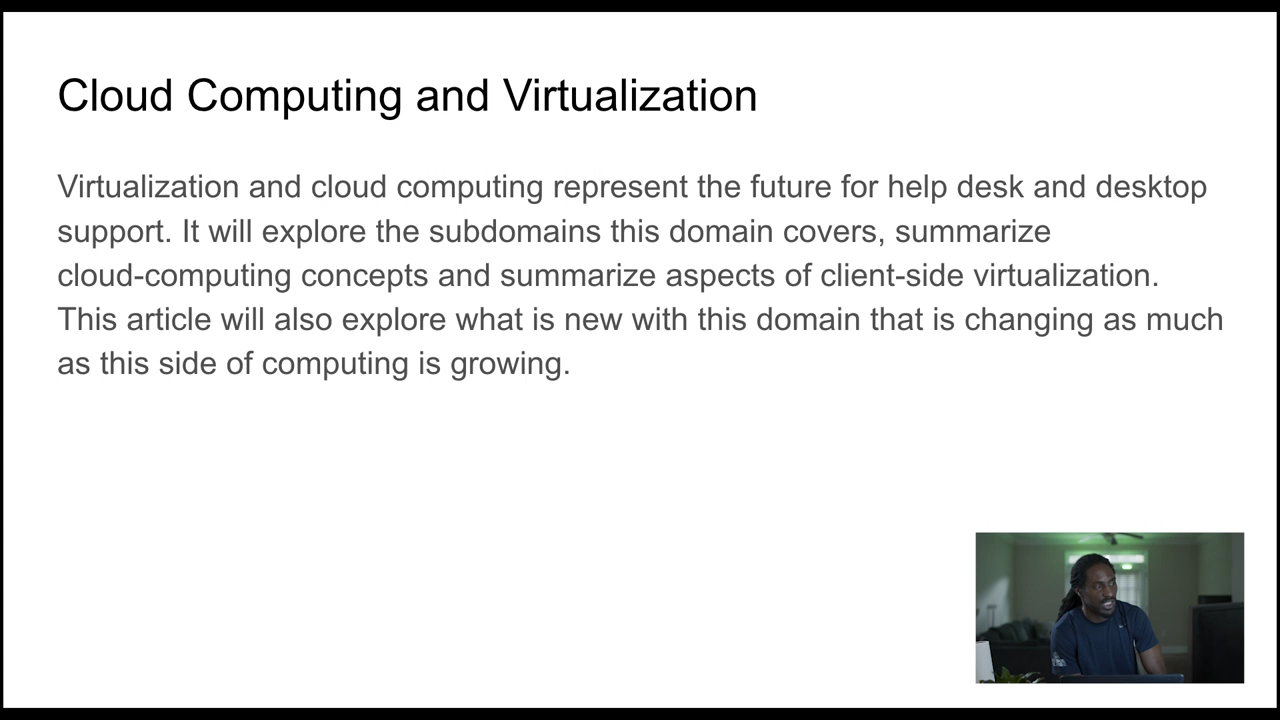 Cloud Computing and Virtualization
Virtualization and cloud computing represent the future for help desk and desktop
support. It will explore the subdomains this domain covers, summarize
cloud-computing concepts and summarize aspects of client-side virtualization.
This article will also explore what is new with this domain that is changing as much
as this side of computing is growing.